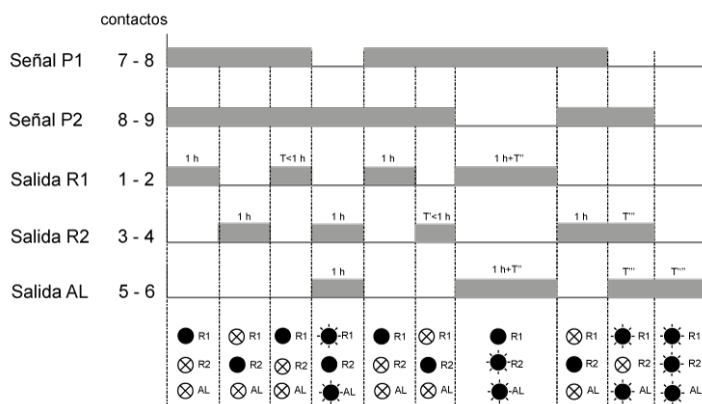 contactos
Señal P1 7 - 8
Señal P2 8 - 9
1 h T<1 h 1 h 1 h+T"
Salida R1 1 - 2
1 h 1 h T'<1 h 1 h T'"
Salida R2 3 - 4
1 h 1 h+T" T'" T""
Salida AL 5 - 6
R1 R1 R1 R1 R1 R1 R1 R1 R1 R1
R2 R2 R2 R2 R2 R2 R2 R2 R2 R2
AL AL AL AL AL AL AL AL AL AL